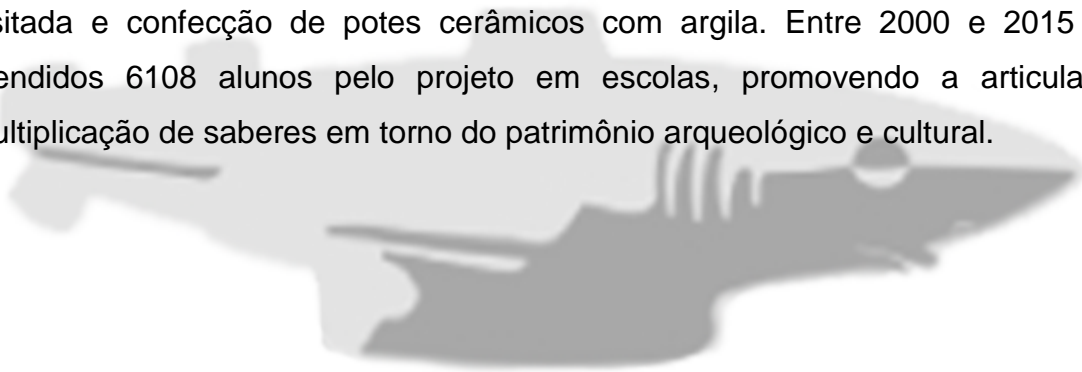 sitada e confecção de potes cerâmicos com argila. Entre 2000 e 2015
endidos 6108 alunos pelo projeto em escolas, promovendo a articula
ultiplicação de saberes em torno do patrimônio arqueológico e cultural.